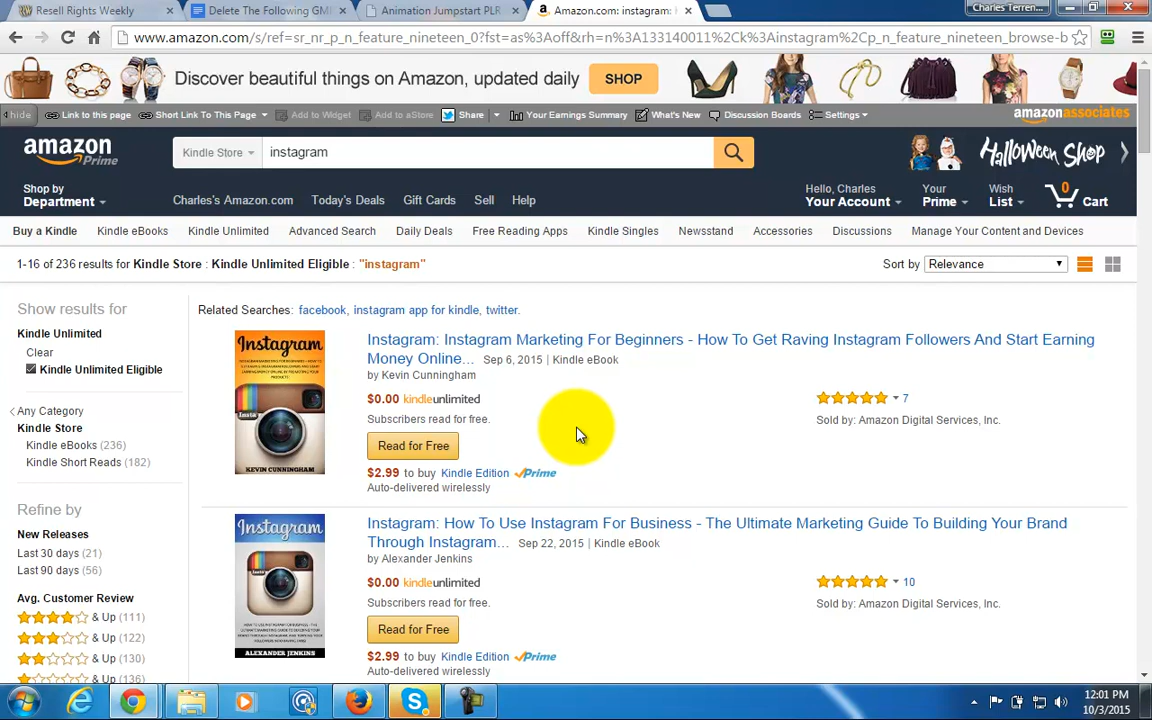 Resell Rights Weekly
Delete The Following GM
Animation Jumpstart PLR
Amazon.com: instagram:
Charles Terren...
www.amazon.com/s/ref=sr_nr_p_n_feature_nineteen_0?fst=as%3Aoff&rh=n%3A133140011%2Ck%3Ainstagram%2Cp_n_feature_nineteen_browse-b
Discover beautiful things on Amazon, updated daily SHOP
hide Link to this page Short Link To This Page Add to Widget Add to aStore Share Your Earnings Summary What's New Discussion Boards Settings amazonassociates
amazon Prime
Kindle Store instagram
Halloween Shop
Shop by Department
Charles's Amazon.com Today's Deals Gift Cards Sell Help
Hello, Charles Your Account
Your Prime
Wish List
0 Cart
Buy a Kindle Kindle eBooks Kindle Unlimited Advanced Search Daily Deals Free Reading Apps Kindle Singles Newsstand Accessories Discussions Manage Your Content and Devices
1-16 of 236 results for Kindle Store : Kindle Unlimited Eligible : "instagram"
Sort by Relevance
Show results for
Kindle Unlimited
Clear
Kindle Unlimited Eligible
Any Category
Kindle Store
Kindle eBooks (236)
Kindle Short Reads (182)
Refine by
New Releases
Last 30 days (21)
Last 90 days (56)
Avg. Customer Review
& Up (111)
& Up (122)
& Up (130)
& Up (136)
Related Searches: facebook, instagram app for kindle, twitter.
Instagram
Insta
KEVIN CUNNINGHAM
Instagram: Instagram Marketing For Beginners - How To Get Raving Instagram Followers And Start Earning
Money Online... Sep 6, 2015 | Kindle eBook
by Kevin Cunningham
$0.00 kindleunlimited
Subscribers read for free.
Read for Free
$2.99 to buy Kindle Edition Prime
Auto-delivered wirelessly
7
Sold by: Amazon Digital Services, Inc.
Instagram
ALEXANDER JENKINS
Instagram: How To Use Instagram For Business - The Ultimate Marketing Guide To Building Your Brand
Through Instagram... Sep 22, 2015 | Kindle eBook
by Alexander Jenkins
$0.00 kindleunlimited
Subscribers read for free.
Read for Free
$2.99 to buy Kindle Edition Prime
Auto-delivered wirelessly
10
Sold by: Amazon Digital Services, Inc.
12:01 PM
10/3/2015